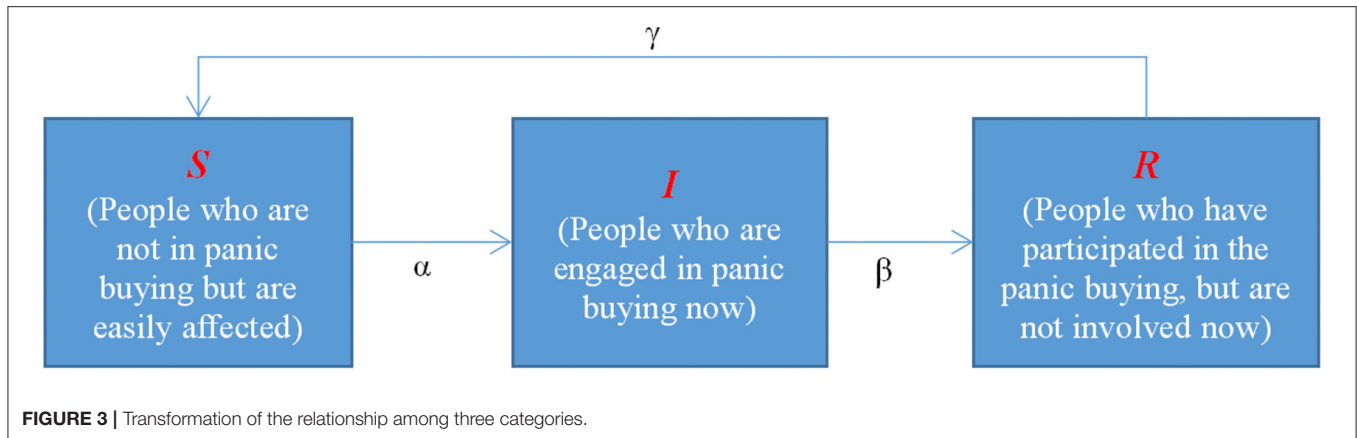 γ
S
(People who are
not in panic
buying but are
easily affected)
α
I
(People who are
engaged in panic
buying now)
β
R
(People who have
participated in the
panic buying, but are
not involved now)
FIGURE 3 | Transformation of the relationship among three categories.